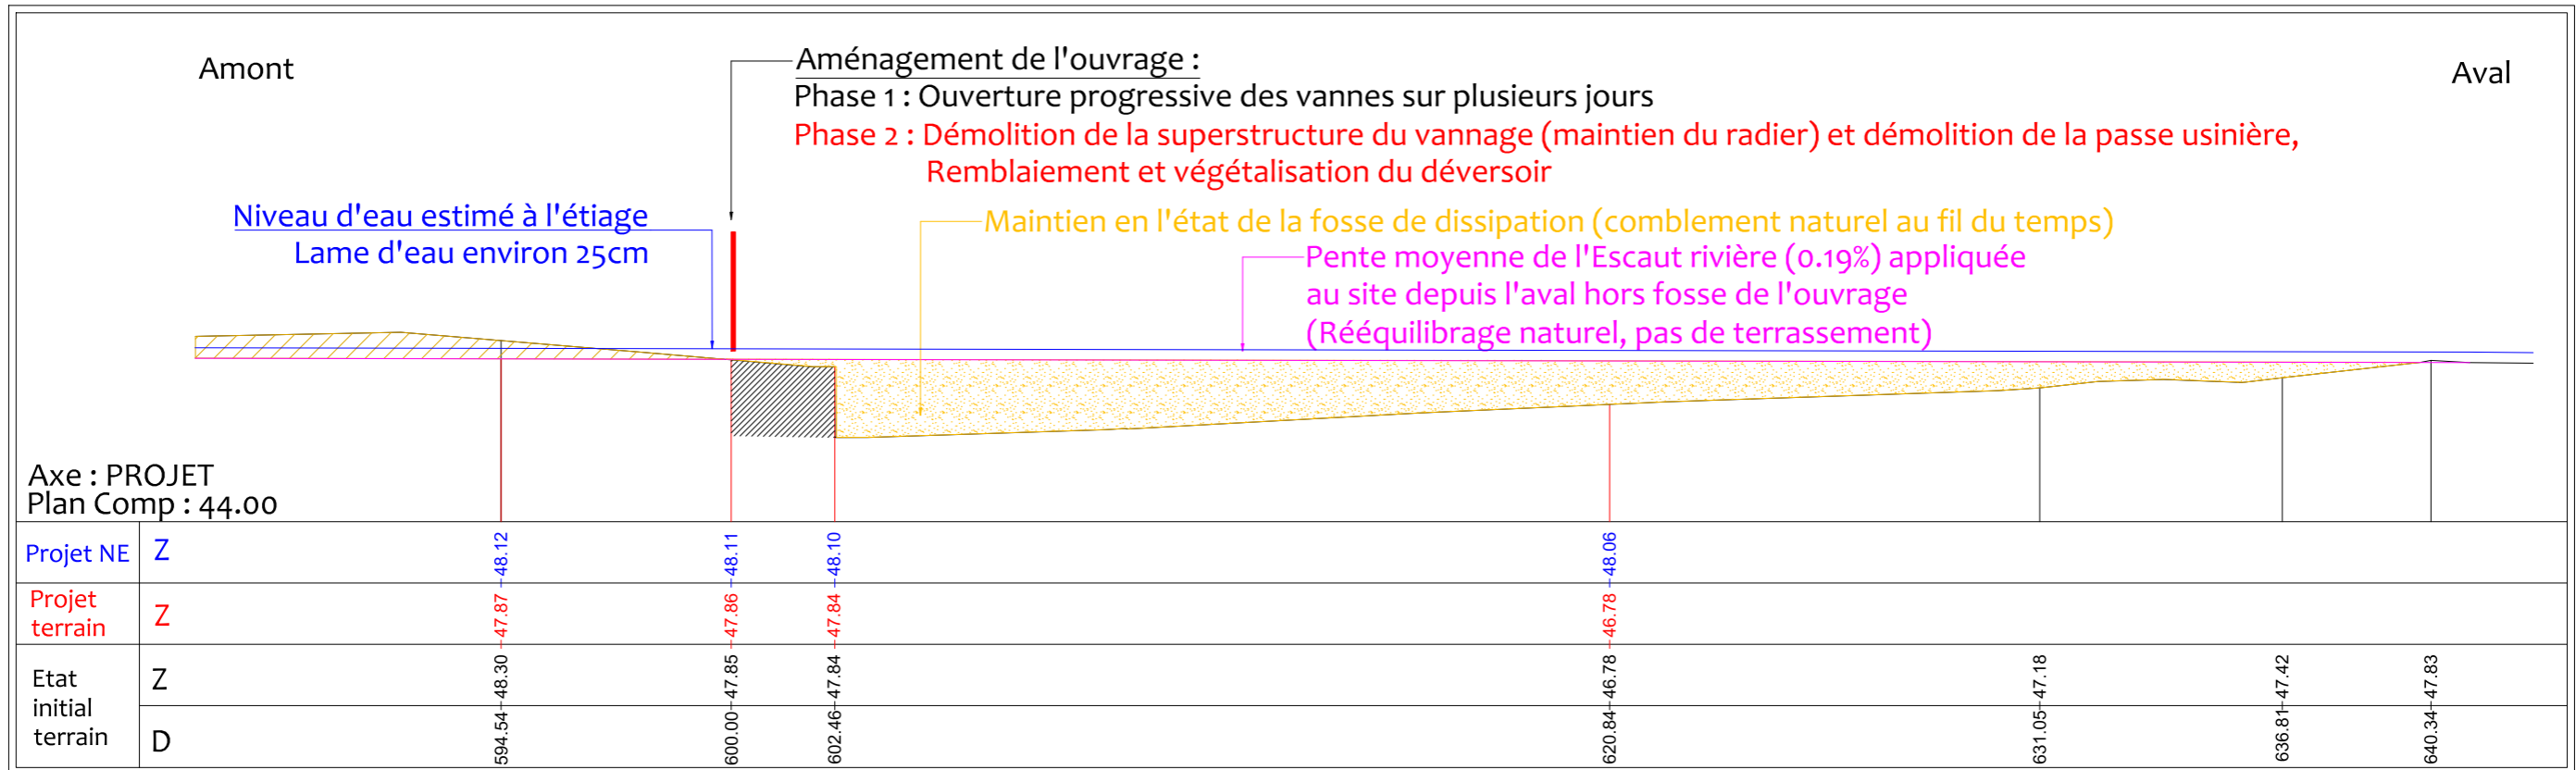 Amont
Aval
Aménagement de l'ouvrage :
Phase 1 : Ouverture progressive des vannes sur plusieurs jours
Phase 2 : Démolition de la superstructure du vannage (maintien du radier) et démolition de la passe usinière,
Remblaiement et végétalisation du déversoir
Niveau d'eau estimé à l'étiage
Lame d'eau environ 25cm
Maintien en l'état de la fosse de dissipation (comblement naturel au fil du temps)
Pente moyenne de l'Escaut rivière (0.19%) appliquée
au site depuis l'aval hors fosse de l'ouvrage
(Rééquilibrage naturel, pas de terrassement)
Axe : PROJET
Plan Comp : 44.00
Projet NE Z 48.12 48.11 48.10 48.06
Projet
terrain Z 47.87 47.86 47.84 46.78
Etat
initial
terrain
Z 48.30 47.85 47.84 46.78 47.18 47.42 47.83
D 594.54 600.00 602.46 620.84 631.05 636.81 640.34